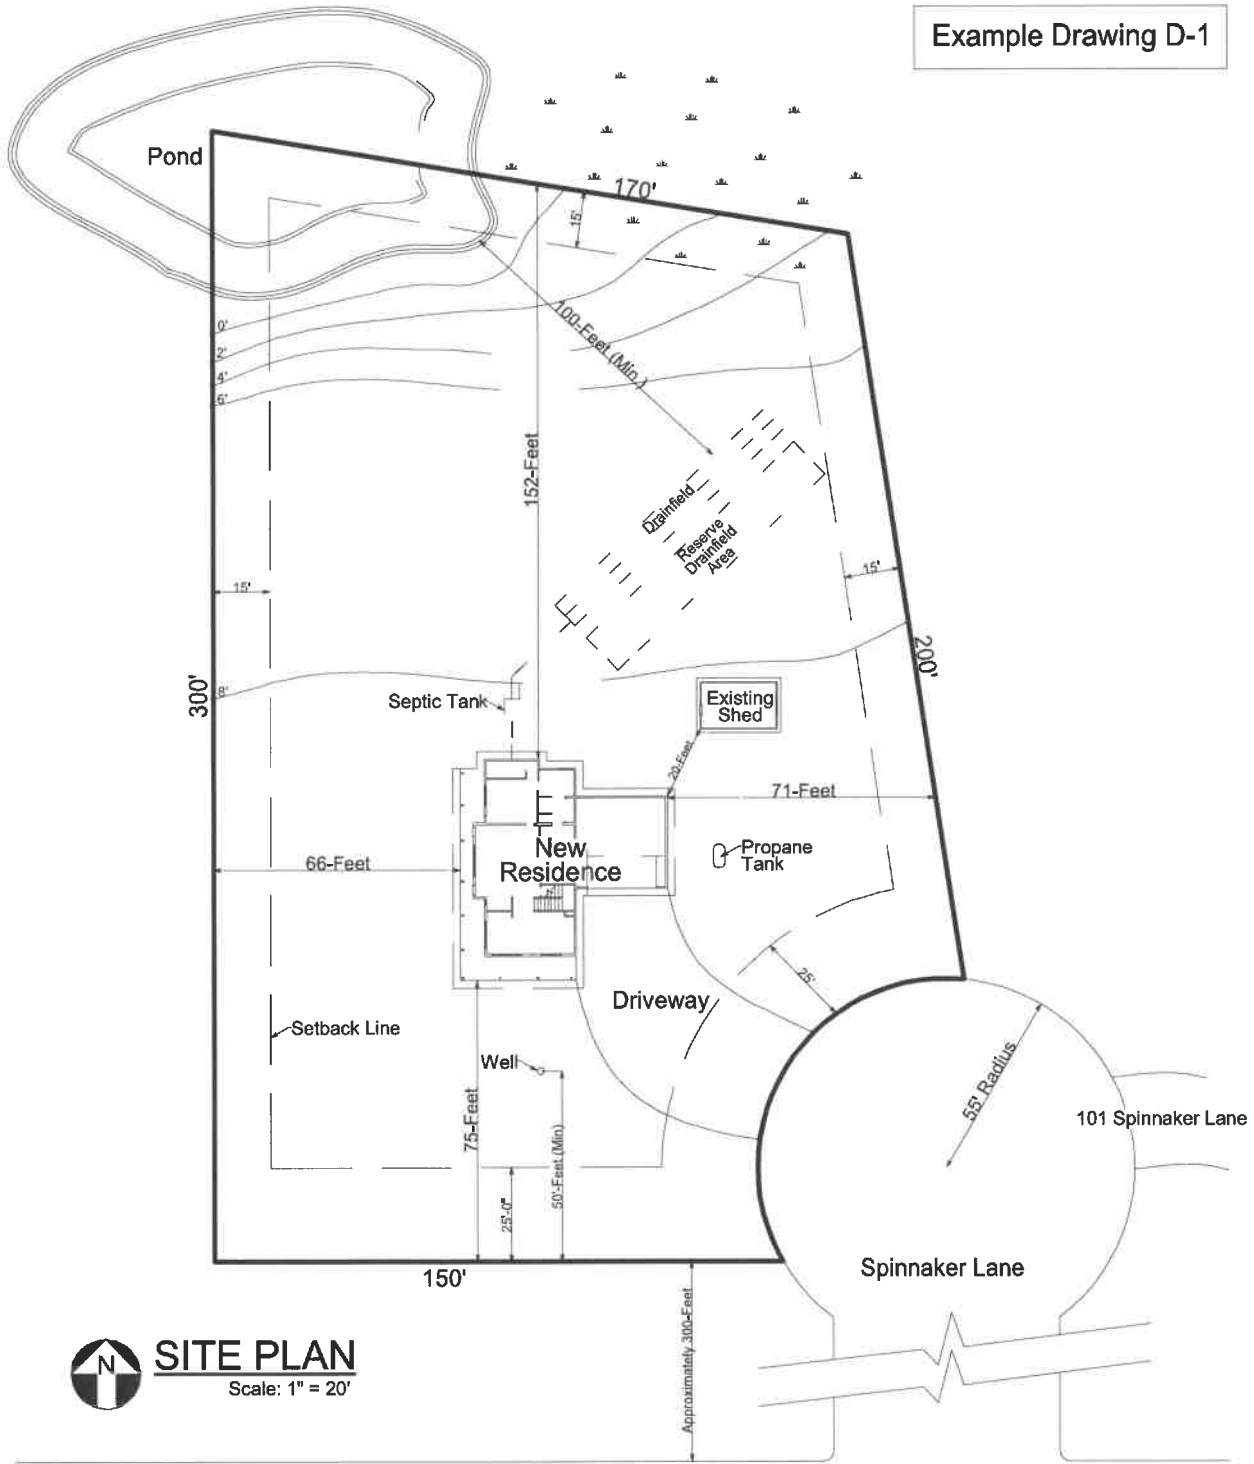 Example Drawing D-1
Pond
170'
15'
100-Feet (Min.)
0'
2'
4'
6'
152-Feet
Drainfield
Reserve
Drainfield
Area
15'
15'
200'
300'
8'
Septic Tank
Existing
Shed
20-Feet
71-Feet
New
Residence
Propane
Tank
66-Feet
25'
Driveway
Setback Line
Well
75-Feet
50'-Feet (Min)
25'-0"
55' Radius
101 Spinnaker Lane
Spinnaker Lane
150'
Approximately 300-Feet
N
SITE PLAN
Scale: 1" = 20'